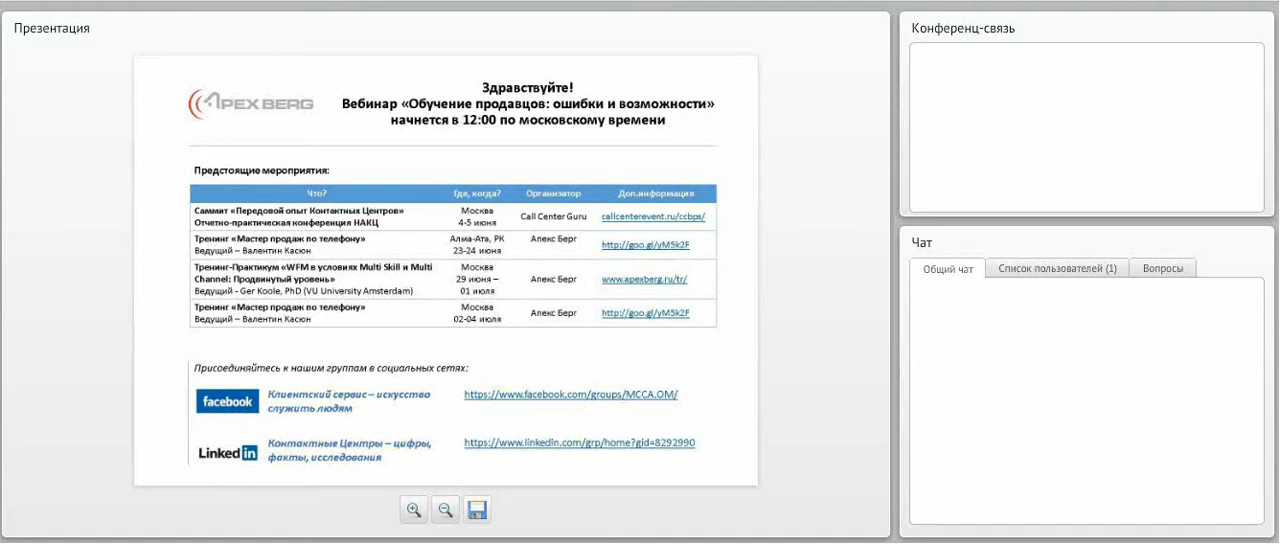 Презентация
APEX BERG
Здравствуйте!
Вебинар «Обучение продавцов: ошибки и возможности»
начнется в 12:00 по московскому времени
Предстоящие мероприятия:
Что? Где, когда? Организатор Доп.информация
Саммит «Передовой опыт Контактных Центров»
Отчетно-практическая конференция НАКЦ
Москва
4-5 июня
Call Center Guru
callcenterevent.ru/ccbps/
Тренинг «Мастер продаж по телефону»
Ведущий – Валентин Касюн
Алма-Ата, РК
23-24 июня
Апекс Берг
http://goo.gl/yM5k2F
Тренинг-Практикум «WFM в условиях Multi Skill и Multi
Channel: Продвинутый уровень»
Ведущий - Ger Koole, PhD (VU University Amsterdam)
Москва
29 июня –
01 июля
Апекс Берг
www.apexberg.ru/tr/
Тренинг «Мастер продаж по телефону»
Ведущий – Валентин Касюн
Москва
02-04 июля
Апекс Берг
http://goo.gl/yM5k2F
Присоединяйтесь к нашим группам в социальных сетях:
facebook
Клиентский сервис – искусство
служить людям
https://www.facebook.com/groups/MCCA.OM/
Linked in
Контактные Центры – цифры,
факты, исследования
https://www.linkedin.com/grp/home?gid=8292990
Конференц-связь
Чат
Общий чат Список пользователей (1) Вопросы